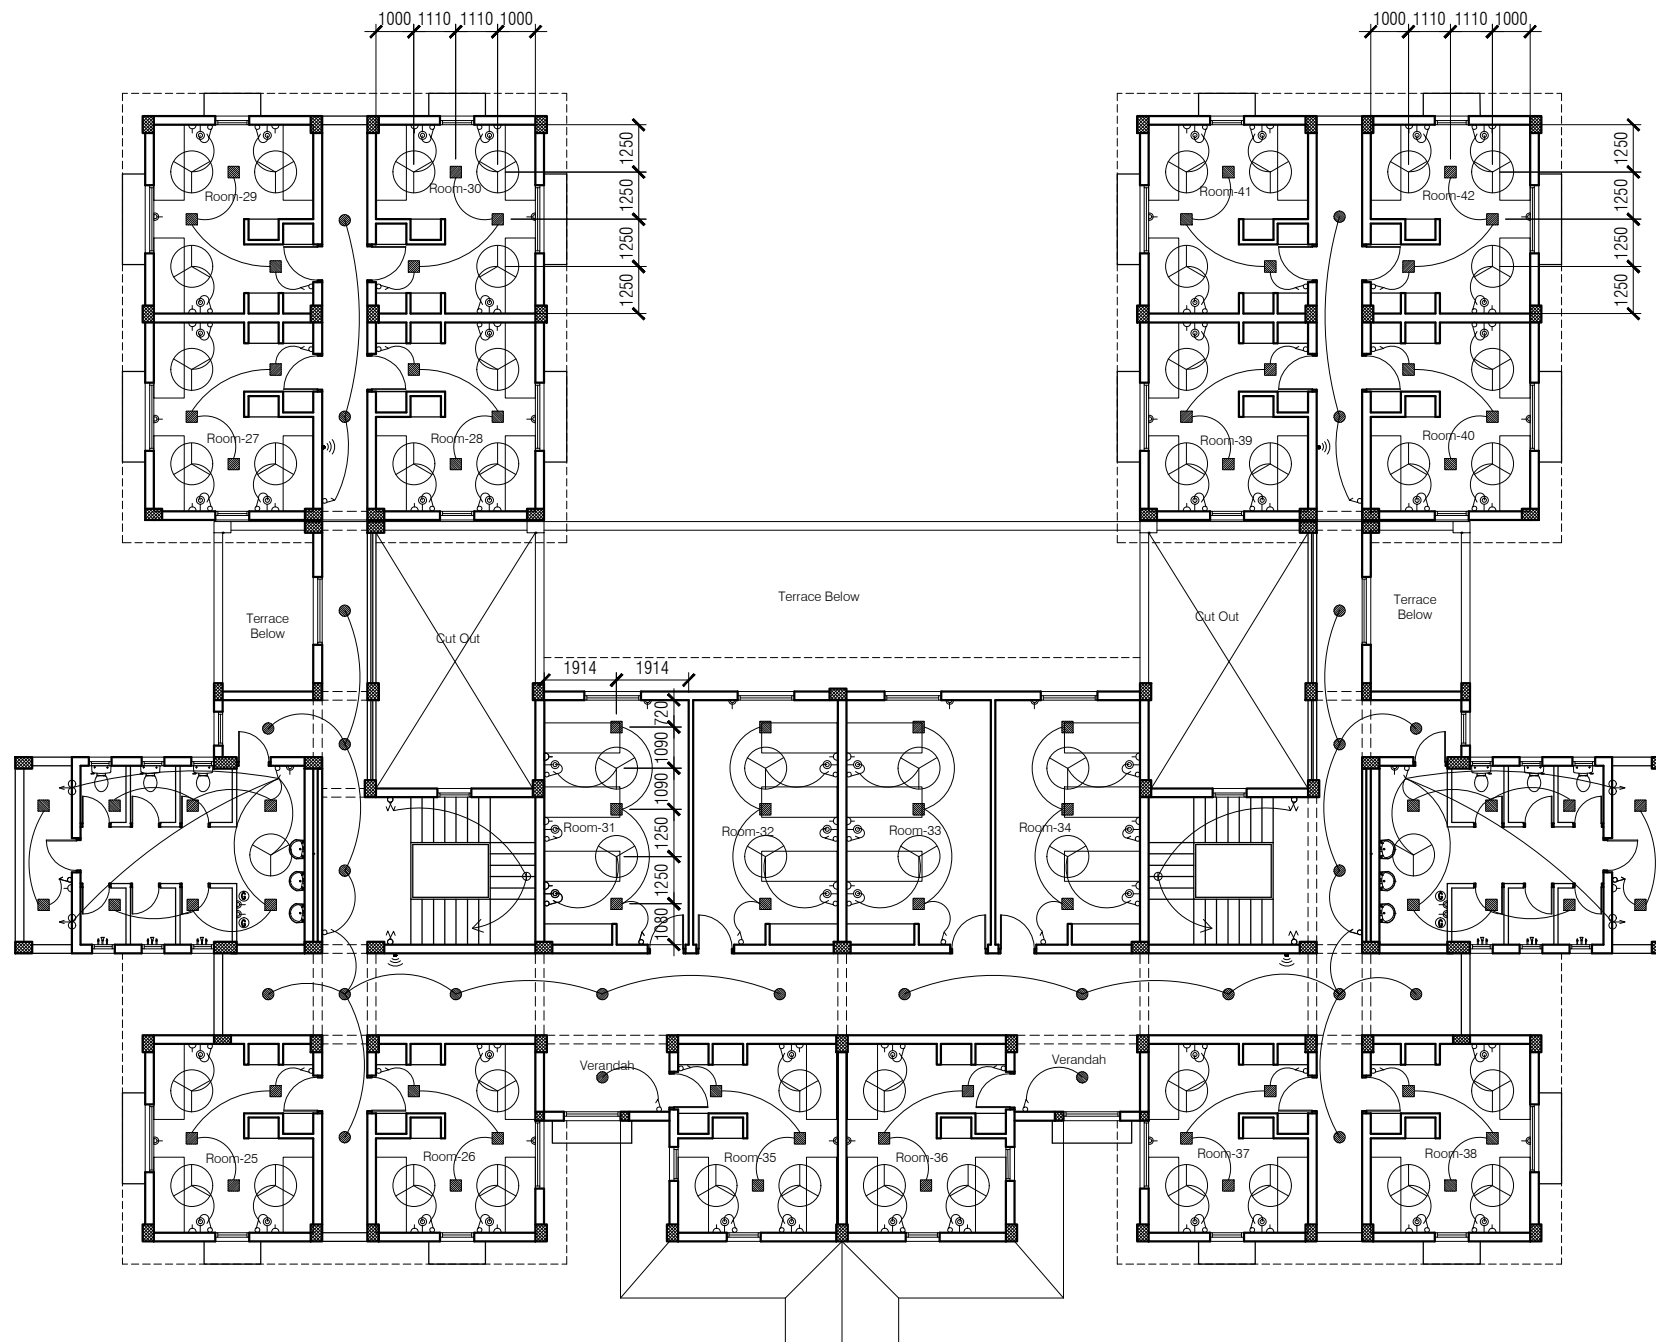 1000 1110 1110 1000
1000 1110 1110 1000
1250
1250
1250
1250
1250
1250
1250
1250
Room-29
Room-30
Room-41
Room-42
Room-27
Room-28
Room-39
Room-40
Terrace
Below
Cut Out
Terrace Below
Cut Out
Terrace
Below
1914 1914
720
1090
1090
1250
1250
1080
Room-31
Room-32
Room-33
Room-34
G
G
G
G
Verandah
Verandah
Room-25
Room-26
Room-35
Room-36
Room-37
Room-38